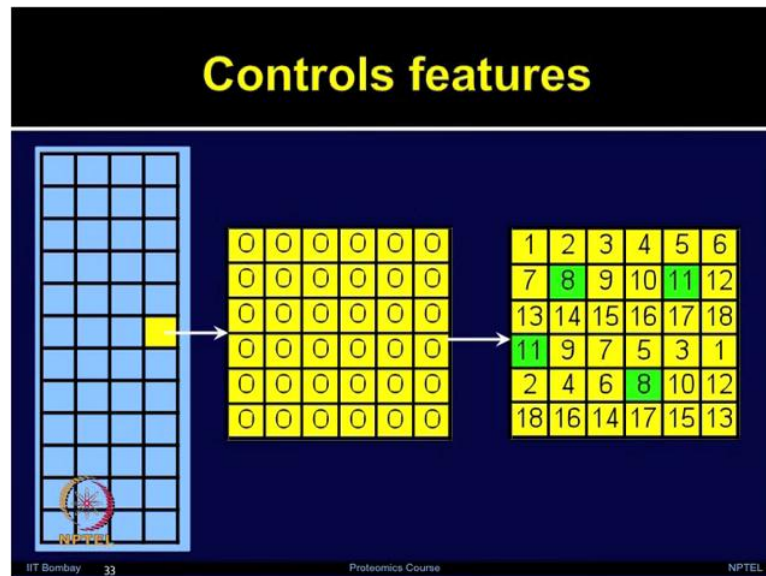 Controls features
O O O O O O
O O O O O O
O O O O O O
O O O O O O
O O O O O O
O O O O O O
1 2 3 4 5 6
7 8 9 10 11 12
13 14 15 16 17 18
11 9 7 5 3 1
2 4 6 8 10 12
18 16 14 17 15 13
NPTEL
IIT Bombay 33 Proteomics Course NPTEL